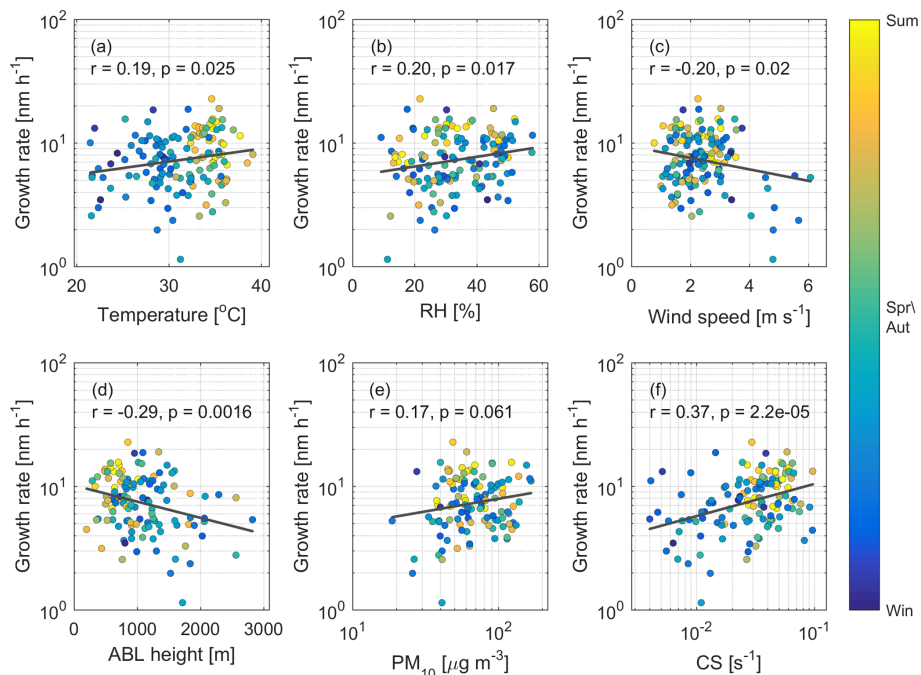 (a)
r = 0.19, p = 0.025
Growth rate [nm h⁻¹]
10²
10¹
10⁰
20 30 40
Temperature [°C]
(b)
r = 0.20, p = 0.017
Growth rate [nm h⁻¹]
10²
10¹
10⁰
0 20 40 60
RH [%]
(c)
r = -0.20, p = 0.02
Growth rate [nm h⁻¹]
10²
10¹
10⁰
0 2 4 6
Wind speed [m s⁻¹]
(d)
r = -0.29, p = 0.0016
Growth rate [nm h⁻¹]
10²
10¹
10⁰
0 1000 2000 3000
ABL height [m]
(e)
r = 0.17, p = 0.061
Growth rate [nm h⁻¹]
10²
10¹
10⁰
10¹ 10²
PM₁₀ [μg m⁻³]
(f)
r = 0.37, p = 2.2e-05
Growth rate [nm h⁻¹]
10²
10¹
10⁰
10⁻² 10⁻¹
CS [s⁻¹]
Sum
Spr\
Aut
Win